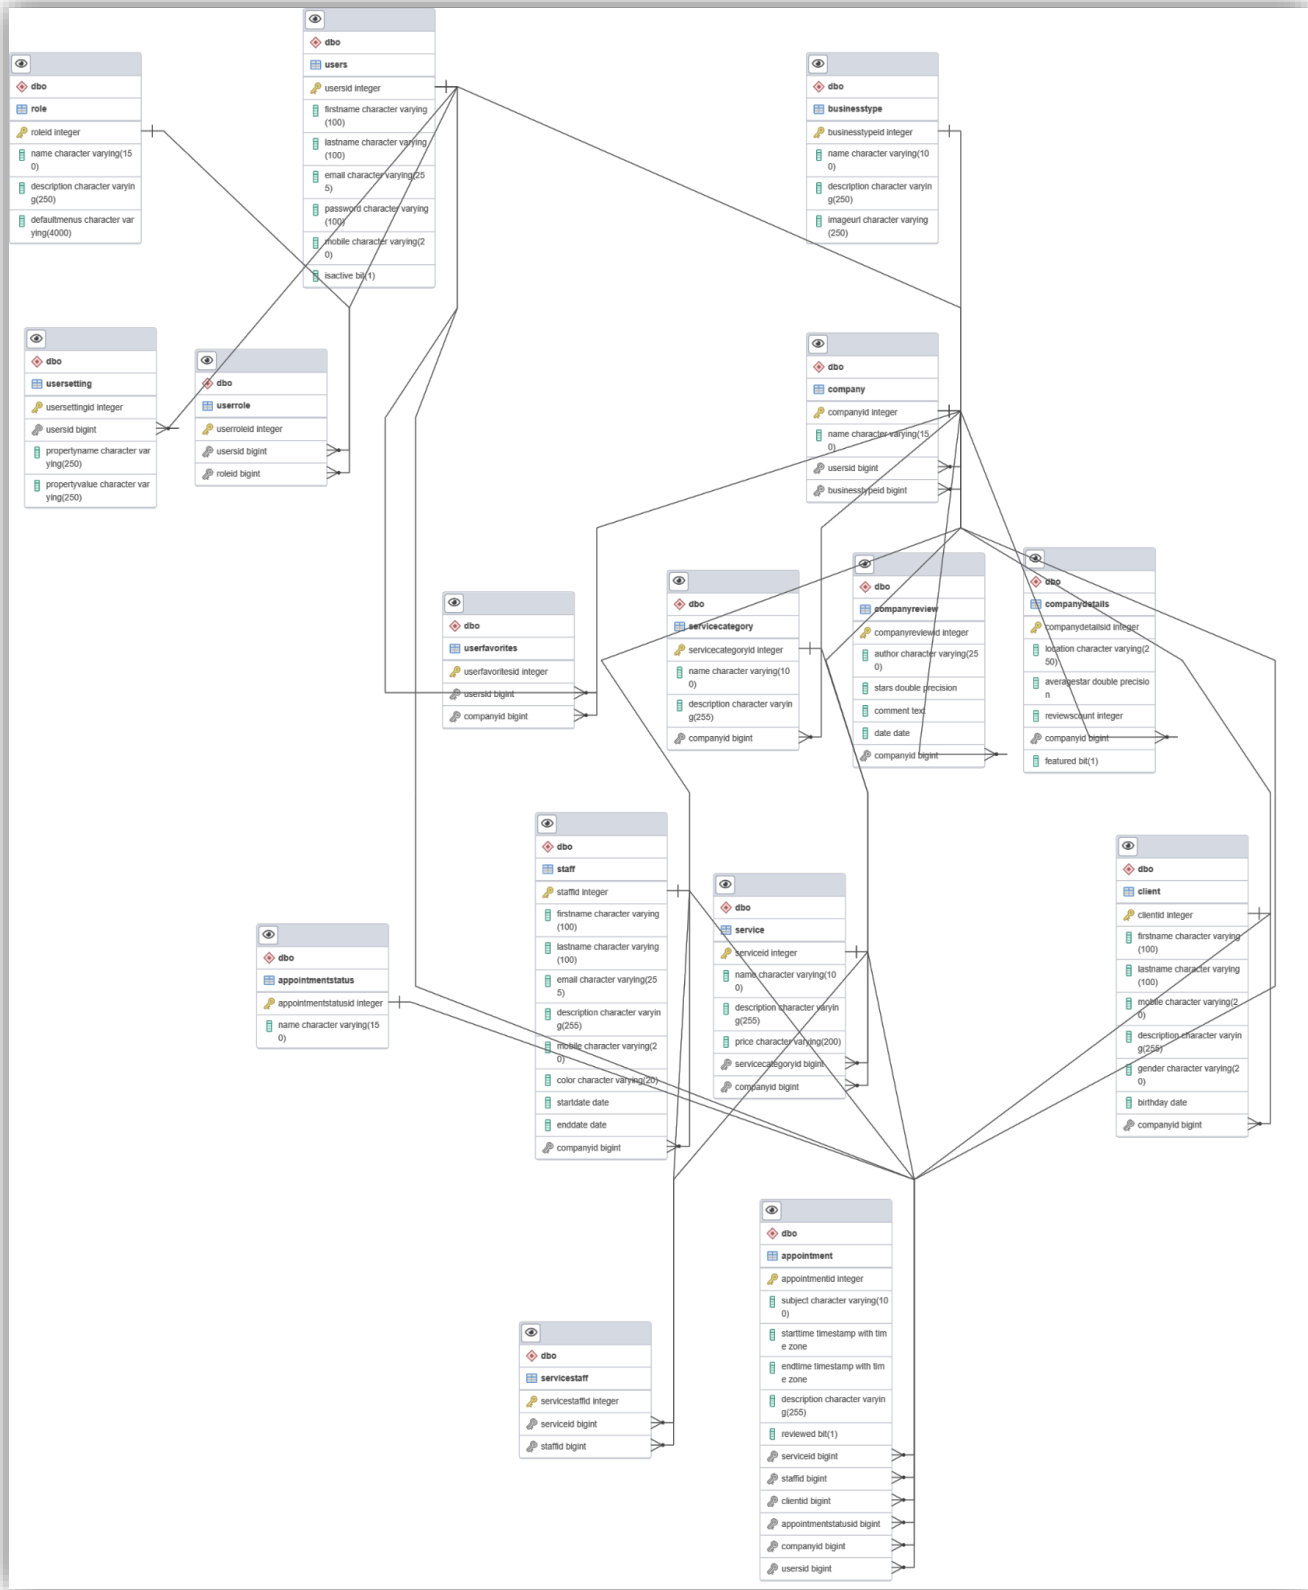 dbo
users
usersid integer
firstname character varying
(100)
lastname character varying
(100)
email character varying(25
5)
password character varying
(100)
mobile character varying(2
0)
isactive bit(1)
dbo
role
roleid integer
name character varying(15
0)
description character varyin
g(250)
defaultmenus character var
ying(4000)
dbo
businesstype
businesstypeid integer
name character varying(10
0)
description character varyin
g(250)
imageurl character varying
(250)
dbo
usersetting
usersettingid integer
usersid bigint
propertyname character var
ying(250)
propertyvalue character var
ying(250)
dbo
userrole
userroleid integer
usersid bigint
roleid bigint
dbo
company
companyid integer
name character varying(15
0)
usersid bigint
businesstypeid bigint
dbo
userfavorites
userfavoritesid integer
usersid bigint
companyid bigint
dbo
servicecategory
servicecategoryid integer
name character varying(10
0)
description character varyin
g(255)
companyid bigint
dbo
companyreview
companyreviewid integer
author character varying(25
0)
stars double precision
comment text
date date
companyid bigint
dbo
companydetails
companydetailsid integer
location character varying(2
50)
averagestar double precisio
n
reviewscount integer
companyid bigint
featured bit(1)
dbo
staff
staffid integer
firstname character varying
(100)
lastname character varying
(100)
email character varying(25
5)
description character varyin
g(255)
mobile character varying(2
0)
color character varying(20)
startdate date
enddate date
companyid bigint
dbo
service
serviceid integer
name character varying(10
0)
description character varyin
g(255)
price character varying(200)
servicecategoryid bigint
companyid bigint
dbo
client
clientid integer
firstname character varying
(100)
lastname character varying
(100)
mobile character varying(2
0)
description character varyin
g(255)
gender character varying(2
0)
birthday date
companyid bigint
dbo
appointmentstatus
appointmentstatusid integer
name character varying(15
0)
dbo
appointment
appointmentid integer
subject character varying(10
0)
starttime timestamp with tim
e zone
endtime timestamp with tim
e zone
description character varyin
g(255)
reviewed bit(1)
serviceid bigint
staffid bigint
clientid bigint
appointmentstatusid bigint
companyid bigint
usersid bigint
dbo
servicestaff
servicestaffid integer
serviceid bigint
staffid bigint